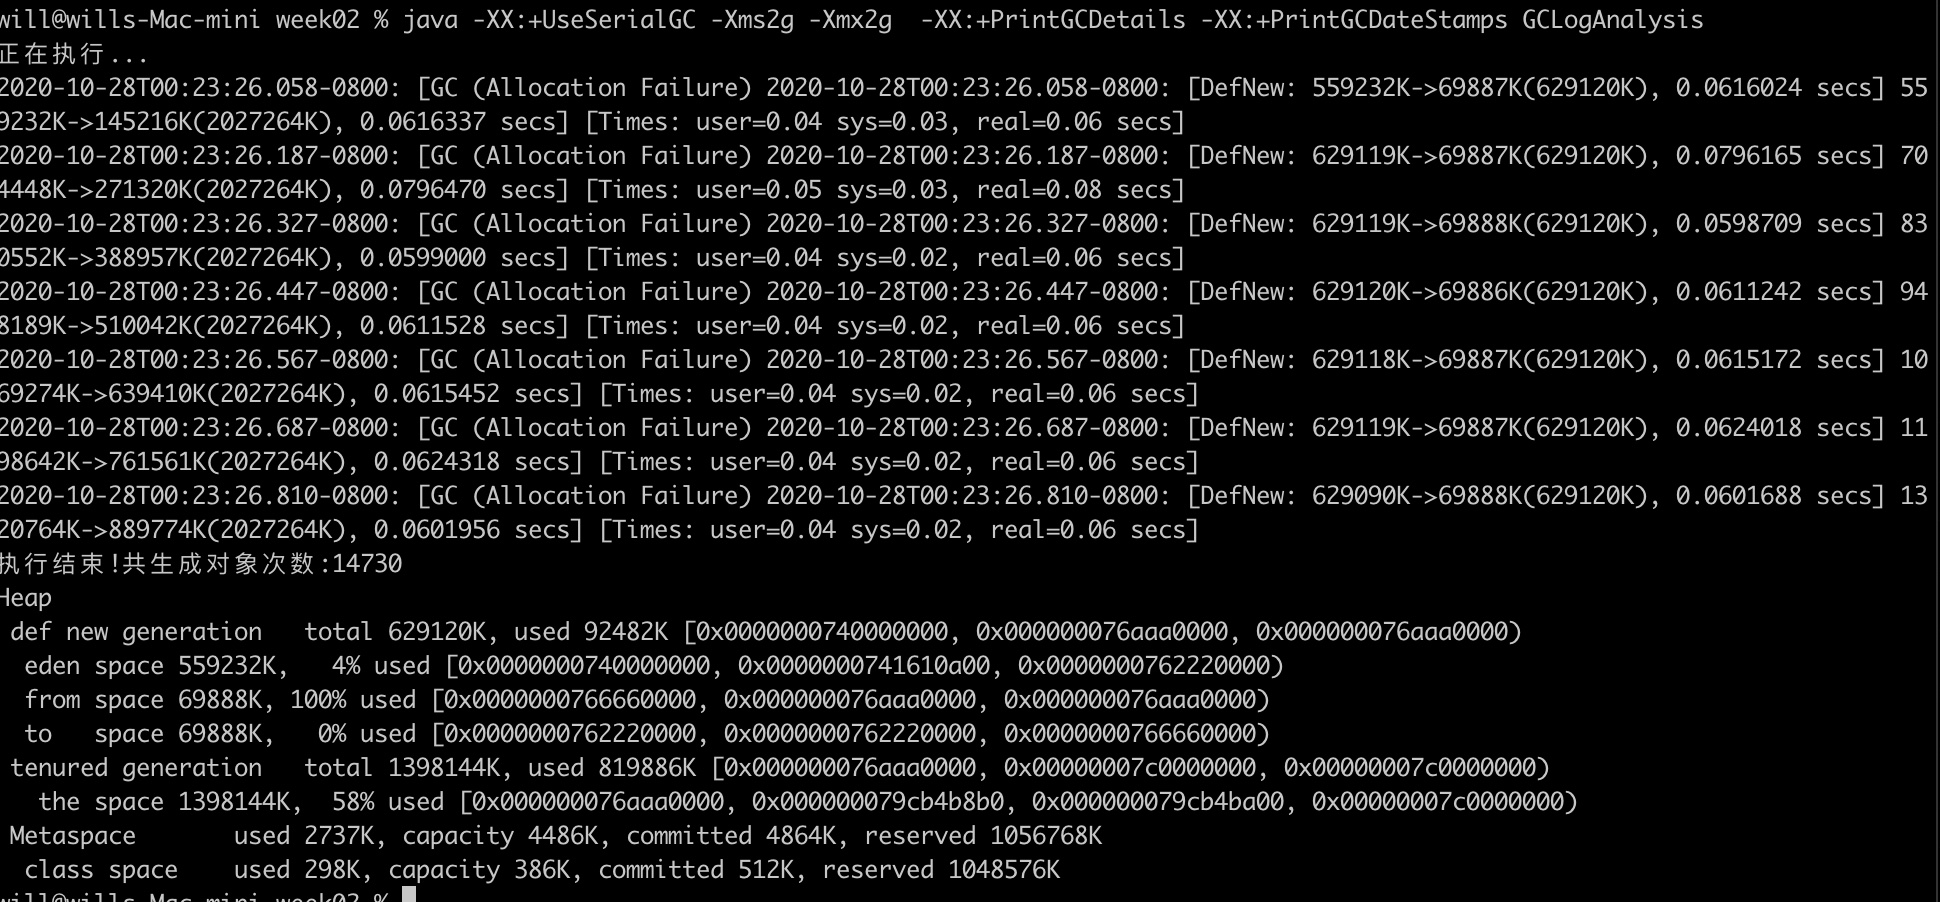 will@wills-Mac-mini week02 % java -XX:+UseSerialGC -Xms2g -Xmx2g  -XX:+PrintGCDetails -XX:+PrintGCDateStamps GCLogAnalysis
正在执行...
2020-10-28T00:23:26.058-0800: [GC (Allocation Failure) 2020-10-28T00:23:26.058-0800: [DefNew: 559232K->69887K(629120K), 0.0616024 secs] 55
9232K->145216K(2027264K), 0.0616337 secs] [Times: user=0.04 sys=0.03, real=0.06 secs]
2020-10-28T00:23:26.187-0800: [GC (Allocation Failure) 2020-10-28T00:23:26.187-0800: [DefNew: 629119K->69887K(629120K), 0.0796165 secs] 70
4448K->271320K(2027264K), 0.0796470 secs] [Times: user=0.05 sys=0.03, real=0.08 secs]
2020-10-28T00:23:26.327-0800: [GC (Allocation Failure) 2020-10-28T00:23:26.327-0800: [DefNew: 629119K->69888K(629120K), 0.0598709 secs] 83
0552K->388957K(2027264K), 0.0599000 secs] [Times: user=0.04 sys=0.02, real=0.06 secs]
2020-10-28T00:23:26.447-0800: [GC (Allocation Failure) 2020-10-28T00:23:26.447-0800: [DefNew: 629120K->69886K(629120K), 0.0611242 secs] 94
8189K->510042K(2027264K), 0.0611528 secs] [Times: user=0.04 sys=0.02, real=0.06 secs]
2020-10-28T00:23:26.567-0800: [GC (Allocation Failure) 2020-10-28T00:23:26.567-0800: [DefNew: 629118K->69887K(629120K), 0.0615172 secs] 10
69274K->639410K(2027264K), 0.0615452 secs] [Times: user=0.04 sys=0.02, real=0.06 secs]
2020-10-28T00:23:26.687-0800: [GC (Allocation Failure) 2020-10-28T00:23:26.687-0800: [DefNew: 629119K->69887K(629120K), 0.0624018 secs] 11
98642K->761561K(2027264K), 0.0624318 secs] [Times: user=0.04 sys=0.02, real=0.06 secs]
2020-10-28T00:23:26.810-0800: [GC (Allocation Failure) 2020-10-28T00:23:26.810-0800: [DefNew: 629090K->69888K(629120K), 0.0601688 secs] 13
20764K->889774K(2027264K), 0.0601956 secs] [Times: user=0.04 sys=0.02, real=0.06 secs]
执行结束!共生成对象次数:14730
Heap
 def new generation   total 629120K, used 92482K [0x0000000740000000, 0x000000076aaa0000, 0x000000076aaa0000)
  eden space 559232K,   4% used [0x0000000740000000, 0x0000000741610a00, 0x0000000762220000)
  from space 69888K, 100% used [0x0000000766660000, 0x000000076aaa0000, 0x000000076aaa0000)
  to   space 69888K,   0% used [0x0000000762220000, 0x0000000762220000, 0x0000000766660000)
 tenured generation   total 1398144K, used 819886K [0x000000076aaa0000, 0x00000007c0000000, 0x00000007c0000000)
   the space 1398144K,  58% used [0x000000076aaa0000, 0x000000079cb4b8b0, 0x000000079cb4ba00, 0x00000007c0000000)
 Metaspace       used 2737K, capacity 4486K, committed 4864K, reserved 1056768K
  class space    used 298K, capacity 386K, committed 512K, reserved 1048576K
will@wills-Mac-mini week02 %